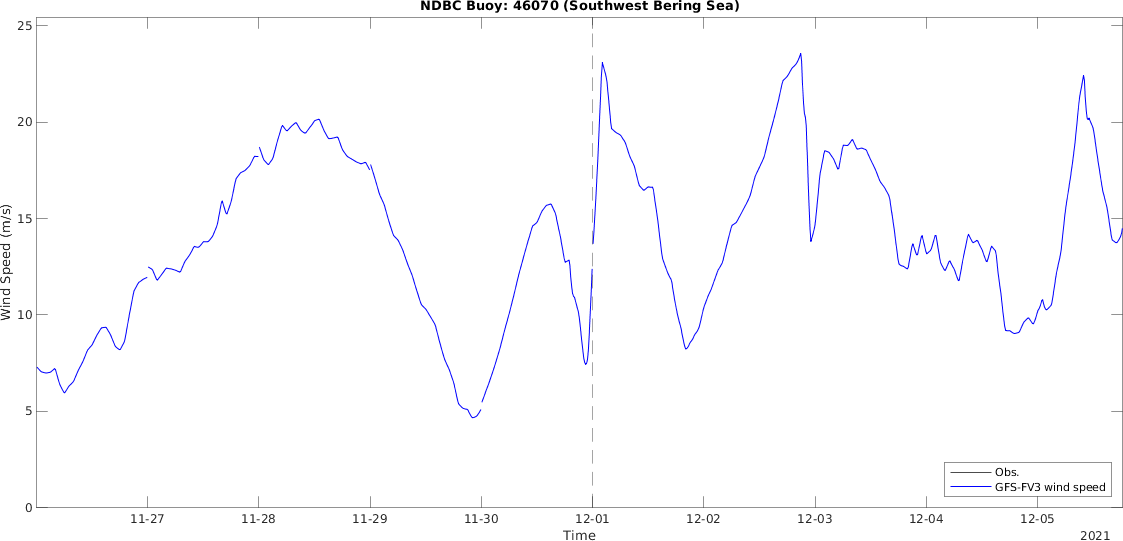 NDBC Buoy: 46070 (Southwest Bering Sea)
25
20
15
10
5
0
Wind Speed (m/s)
11-27 11-28 11-29 11-30 12-01 12-02 12-03 12-04 12-05
Time
2021
Obs.
GFS-FV3 wind speed